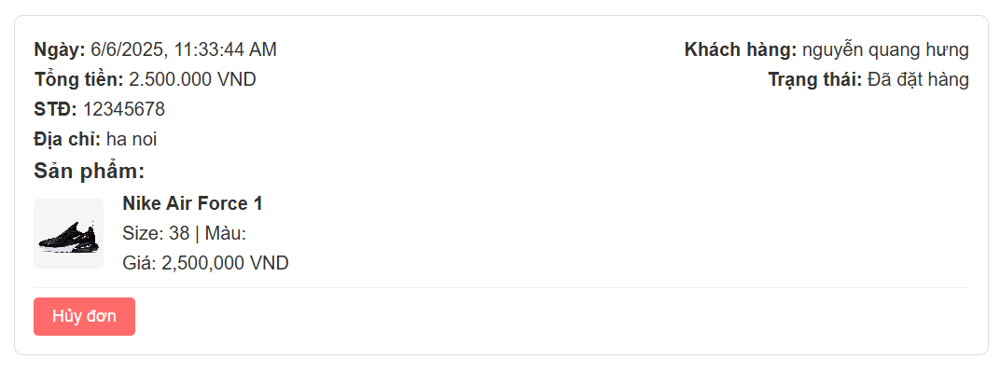 Ngày: 6/6/2025, 11:33:44 AM
Khách hàng: nguyễn quang hưng
Tổng tiền: 2.500.000 VND
Trạng thái: Đã đặt hàng
STĐ: 12345678
Địa chỉ: ha noi
Sản phẩm:
Nike Air Force 1
Size: 38 | Màu:
Giá: 2,500,000 VND
Hủy đơn